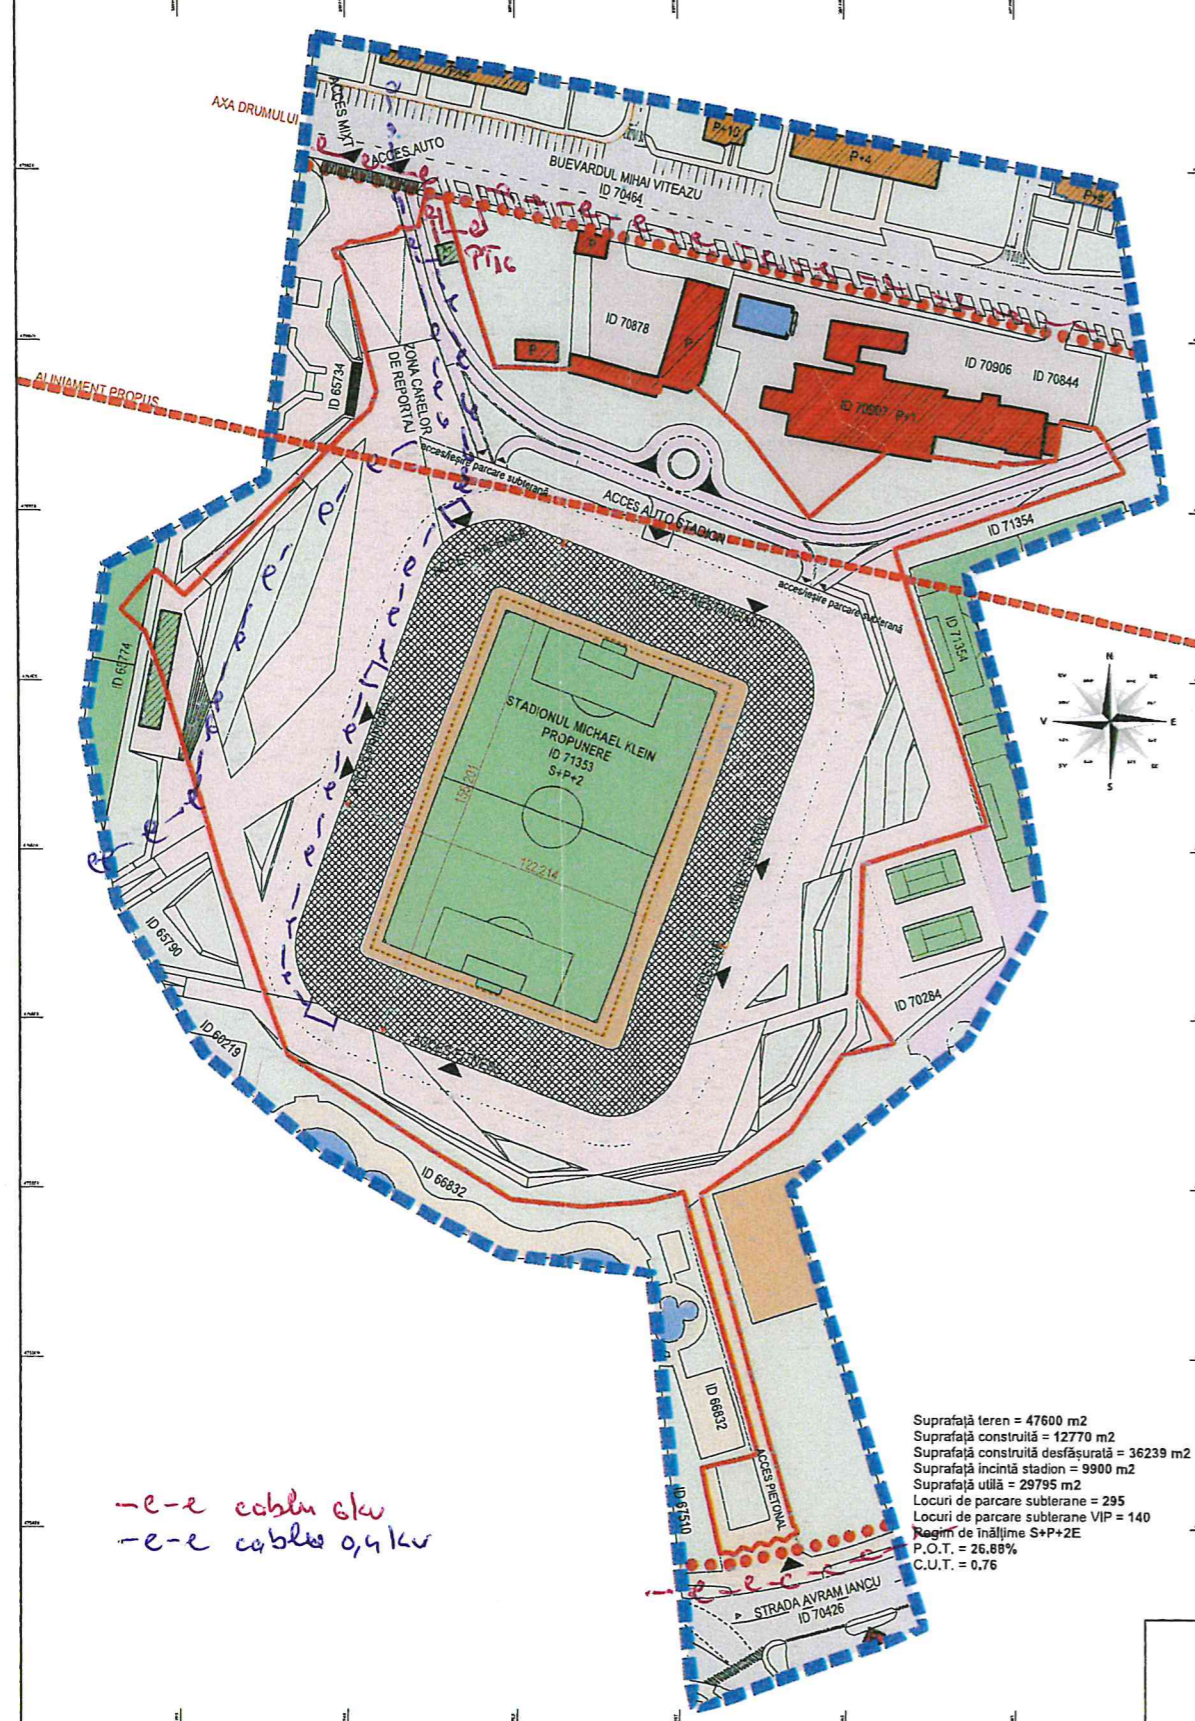 AXA DRUMULUI
ACCES MIXT
ACCES AUTO
P+10
P+4
BUEVARDUL MIHAI VITEAZU
ID 70464
PT16
P
ID 70878
P
P
ID 70906
ID 70844
ID 70907 P+1
ID 65734
ZONA CARELOR
DE REPORTAJ
ALINIAMENT PROPUS
acces/ieșire parcare subterană
ACCES AUTO STADION
ID 71354
acces/ieșire parcare subterană
ID 71354
ID 65774
N
V
E
S
STADIONUL MICHAEL KLEIN
PROPUNERE
ID 71353
S+P+2
122,214
ID 65790
ID 70284
ID 60219
ID 66832
ID 66832
ACCES PIETONAL
ID 67510
Suprafață teren = 47600 m2
Suprafață construită = 12770 m2
Suprafață construită desfășurată = 36239 m2
Suprafață incintă stadion = 9900 m2
Suprafață utilă = 29795 m2
Locuri de parcare subterane = 295
Locuri de parcare subterane VIP = 140
Regim de înălțime S+P+2E
P.O.T. = 26.88%
C.U.T. = 0.76
-e-e cablu 6kv
-e-e cablu 0,4kv
STRADA AVRAM IANCU
ID 70426